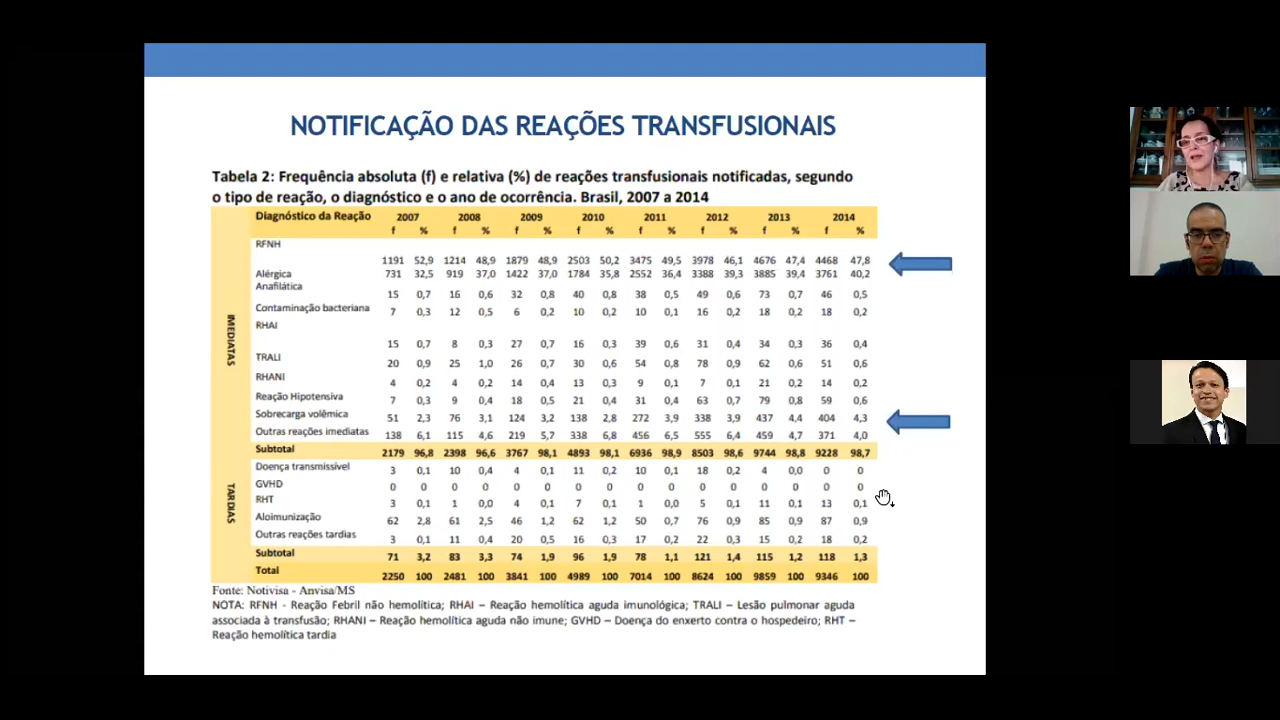 NOTIFICAÇÃO DAS REAÇÕES TRANSFUSIONAIS
Tabela 2: Frequência absoluta (f) e relativa (%) de reações transfusionais notificadas, segundo
o tipo de reação, o diagnóstico e o ano de ocorrência. Brasil, 2007 a 2014
Diagnóstico da Reação 2007 2008 2009 2010 2011 2012 2013 2014
f % f % f % f % f % f % f % f %
IMEDIATAS
RFNH
1191 52,9 1214 48,9 1879 48,9 2503 50,2 3475 49,5 3978 46,1 4676 47,4 4468 47,8
Alérgica 731 32,5 919 37,0 1422 37,0 1784 35,8 2552 36,4 3388 39,3 3885 39,4 3761 40,2
Anafilática
15 0,7 16 0,6 32 0,8 40 0,8 38 0,5 49 0,6 73 0,7 46 0,5
Contaminação bacteriana 7 0,3 12 0,5 6 0,2 10 0,2 10 0,1 16 0,2 18 0,2 18 0,2
RHAI
15 0,7 8 0,3 27 0,7 16 0,3 39 0,6 31 0,4 34 0,3 36 0,4
TRALI 20 0,9 25 1,0 26 0,7 30 0,6 54 0,8 78 0,9 62 0,6 51 0,6
RHANI 4 0,2 4 0,2 14 0,4 13 0,3 9 0,1 7 0,1 21 0,2 14 0,2
Reação Hipotensiva 7 0,3 9 0,4 18 0,5 21 0,4 31 0,4 63 0,7 79 0,8 59 0,6
Sobrecarga volêmica 51 2,3 76 3,1 124 3,2 138 2,8 272 3,9 338 3,9 437 4,4 404 4,3
Outras reações imediatas 138 6,1 115 4,6 219 5,7 338 6,8 456 6,5 555 6,4 459 4,7 371 4,0
Subtotal 2179 96,8 2398 96,6 3767 98,1 4893 98,1 6936 98,9 8503 98,6 9744 98,8 9228 98,7
TARDIAS
Doença transmissível 3 0,1 10 0,4 4 0,1 11 0,2 10 0,1 18 0,2 4 0,0 0 0
GVHD 0 0 0 0 0 0 0 0 0 0 0 0 0 0 0 0
RHT 3 0,1 1 0,0 4 0,1 7 0,1 1 0,0 5 0,1 11 0,1 13 0,1
Aloimunização 62 2,8 61 2,5 46 1,2 62 1,2 50 0,7 76 0,9 85 0,9 87 0,9
Outras reações tardias 3 0,1 11 0,4 20 0,5 16 0,3 17 0,2 22 0,3 15 0,2 18 0,2
Subtotal 71 3,2 83 3,3 74 1,9 96 1,9 78 1,1 121 1,4 115 1,2 118 1,3
Total 2250 100 2481 100 3841 100 4989 100 7014 100 8624 100 9859 100 9346 100
Fonte: Notivisa - Anvisa/MS
NOTA: RFNH - Reação Febril não hemolítica; RHAI – Reação hemolítica aguda imunológica; TRALI – Lesão pulmonar aguda
associada à transfusão; RHANI – Reação hemolítica aguda não imune; GVHD – Doença do enxerto contra o hospedeiro; RHT –
Reação hemolítica tardia